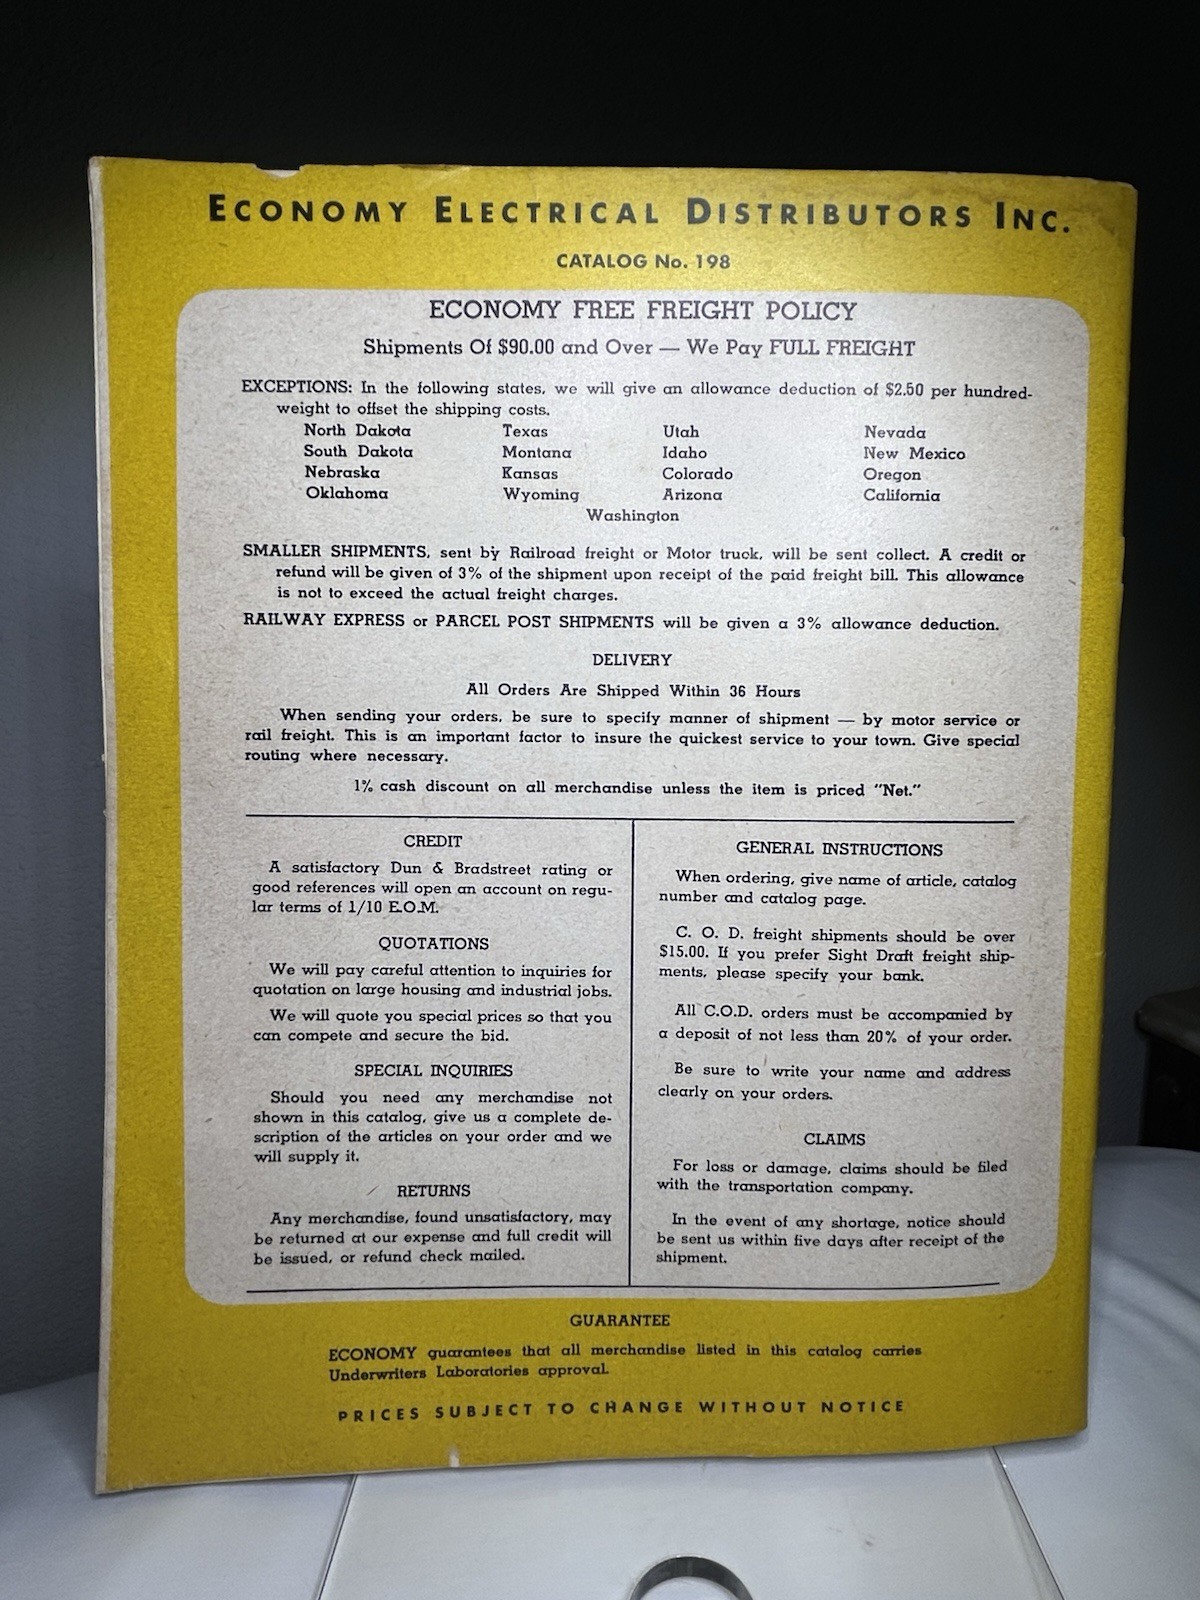 ECONOMY ELECTRICAL DISTRIBUTORS INC.
CATALOG No. 198
ECONOMY FREE FREIGHT POLICY
Shipments Of $90.00 and Over — We Pay FULL FREIGHT
EXCEPTIONS: In the following states, we will give an allowance deduction of $2.50 per hundred-
weight to offset the shipping costs.
North Dakota Texas Utah Nevada
South Dakota Montana Idaho New Mexico
Nebraska Kansas Colorado Oregon
Oklahoma Wyoming Arizona California
Washington
SMALLER SHIPMENTS, sent by Railroad freight or Motor truck, will be sent collect. A credit or
refund will be given of 3% of the shipment upon receipt of the paid freight bill. This allowance
is not to exceed the actual freight charges.
RAILWAY EXPRESS or PARCEL POST SHIPMENTS will be given a 3% allowance deduction.
DELIVERY
All Orders Are Shipped Within 36 Hours
When sending your orders, be sure to specify manner of shipment — by motor service or
rail freight. This is an important factor to insure the quickest service to your town. Give special
routing where necessary.
1% cash discount on all merchandise unless the item is priced "Net."
CREDIT
A satisfactory Dun & Bradstreet rating or
good references will open an account on regu-
lar terms of 1/10 E.O.M.
QUOTATIONS
We will pay careful attention to inquiries for
quotation on large housing and industrial jobs.
We will quote you special prices so that you
can compete and secure the bid.
SPECIAL INQUIRIES
Should you need any merchandise not
shown in this catalog, give us a complete de-
scription of the articles on your order and we
will supply it.
RETURNS
Any merchandise, found unsatisfactory, may
be returned at our expense and full credit will
be issued, or refund check mailed.
GENERAL INSTRUCTIONS
When ordering, give name of article, catalog
number and catalog page.
C. O. D. freight shipments should be over
$15.00. If you prefer Sight Draft freight ship-
ments, please specify your bank.
All C.O.D. orders must be accompanied by
a deposit of not less than 20% of your order.
Be sure to write your name and address
clearly on your orders.
CLAIMS
For loss or damage, claims should be filed
with the transportation company.
In the event of any shortage, notice should
be sent us within five days after receipt of the
shipment.
GUARANTEE
ECONOMY guarantees that all merchandise listed in this catalog carries
Underwriters Laboratories approval.
PRICES SUBJECT TO CHANGE WITHOUT NOTICE